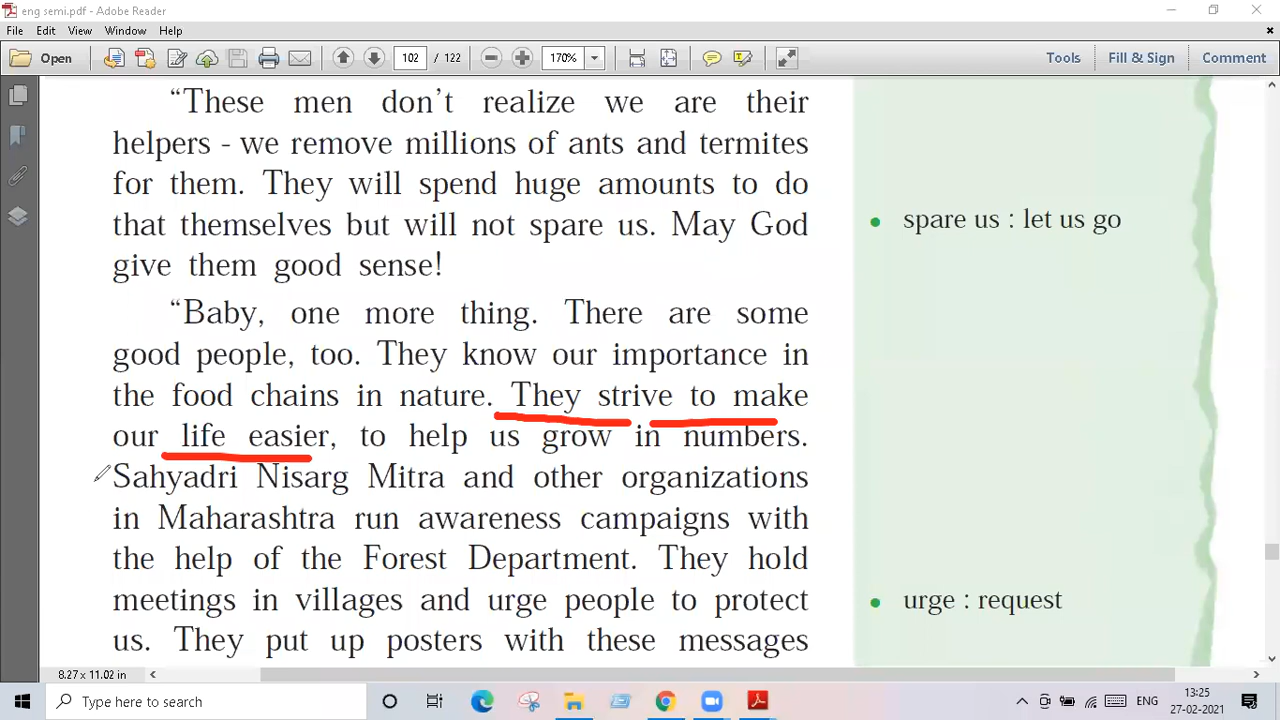 eng semi.pdf - Adobe Reader
File Edit View Window Help
Open 102 / 122 170% Tools Fill & Sign Comment
“These men don’t realize we are their
helpers - we remove millions of ants and termites
for them. They will spend huge amounts to do
that themselves but will not spare us. May God
give them good sense!
• spare us : let us go
“Baby, one more thing. There are some
good people, too. They know our importance in
the food chains in nature. They strive to make
our life easier, to help us grow in numbers.
Sahyadri Nisarg Mitra and other organizations
in Maharashtra run awareness campaigns with
the help of the Forest Department. They hold
meetings in villages and urge people to protect
us. They put up posters with these messages
• urge : request
8.27 x 11.02 in
Type here to search
ENG
13:25
27-02-2021